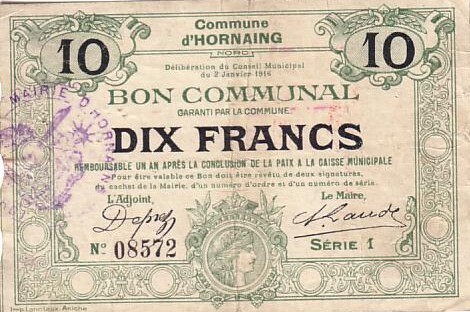 Commune
d'HORNAING
(NORD)
10
10
Délibération du Conseil Municipal
du 2 Janvier 1916
BON COMMUNAL
GARANTI PAR LA COMMUNE
DIX FRANCS
REMBOURSABLE UN AN APRÈS LA CONCLUSION DE LA PAIX A LA CAISSE MUNICIPALE
Pour être valable ce Bon doit être revêtu de deux signatures,
du cachet de la Mairie, d'un numéro d'ordre et d'un numéro de série.
L'Adjoint,
Le Maire,
No 08572
SÉRIE 1
MAIRIE D'HORNAING